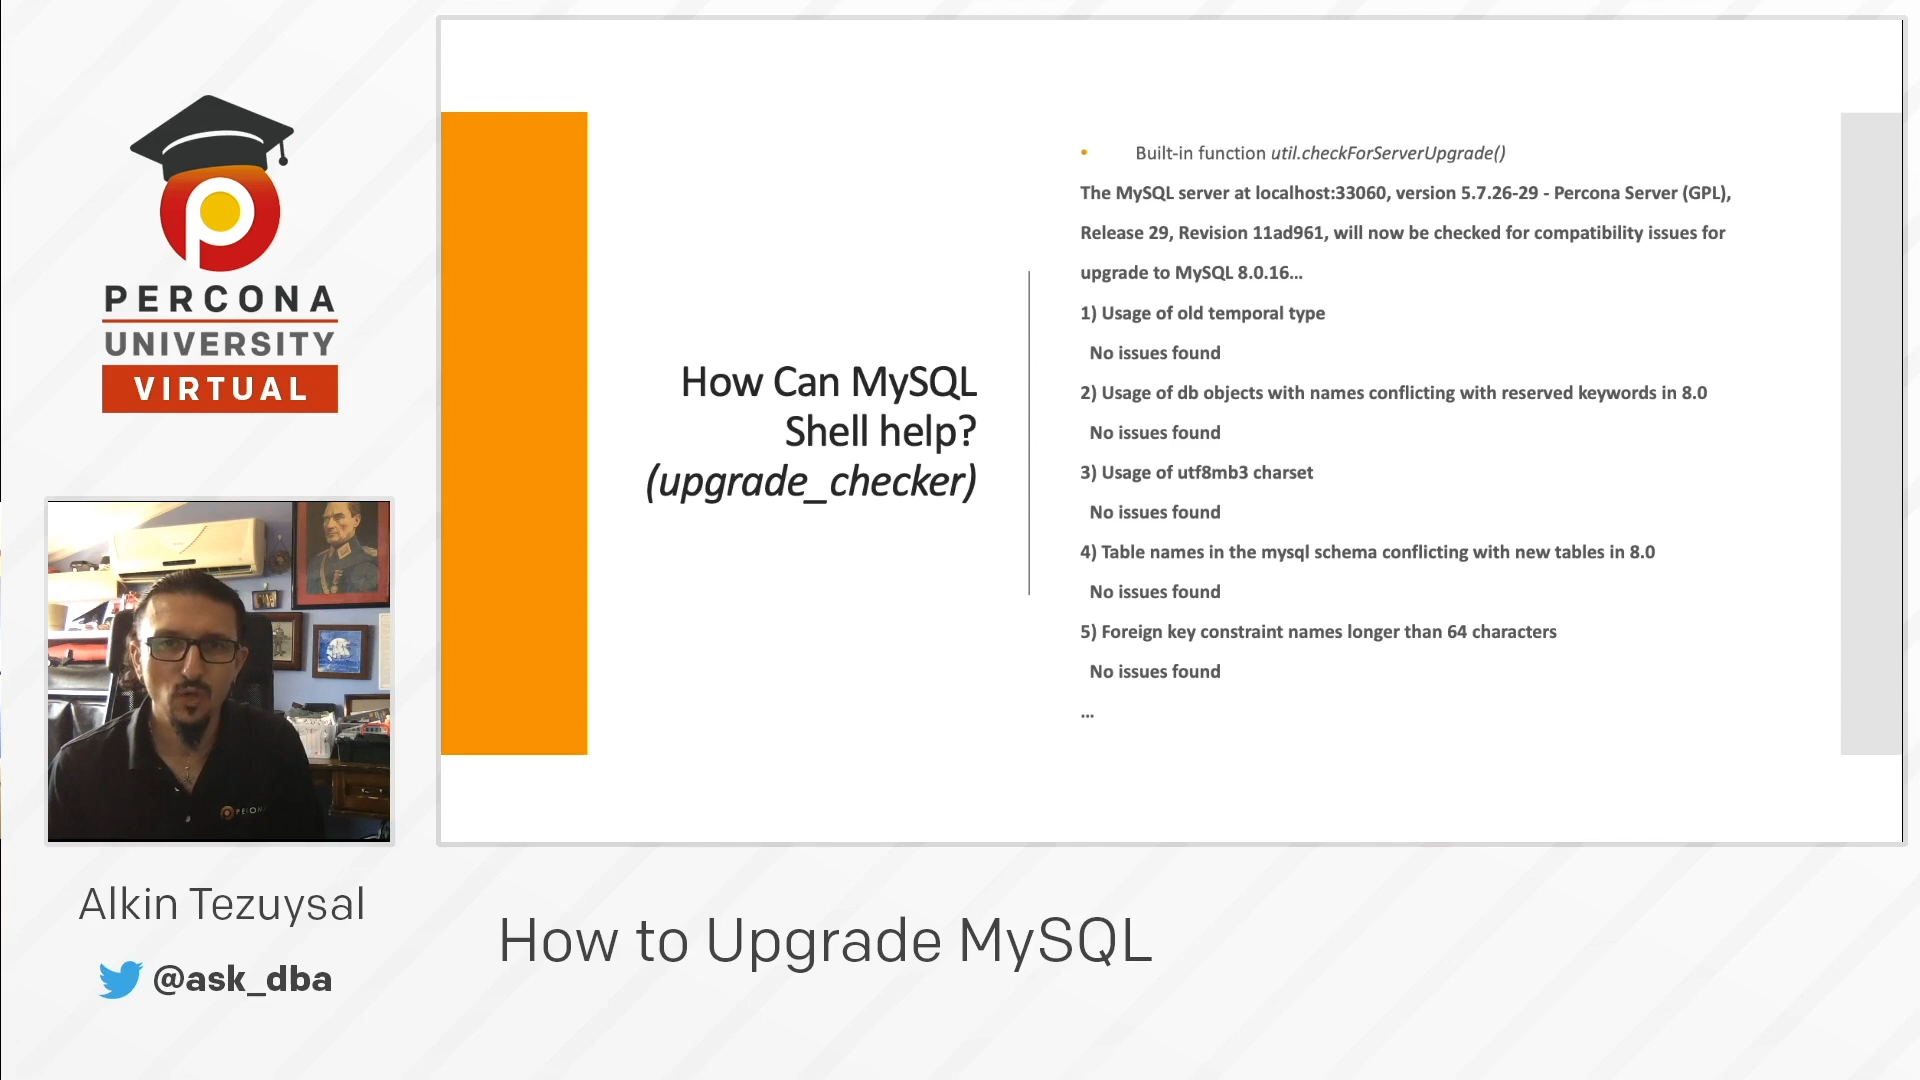 PERCONA
UNIVERSITY
VIRTUAL
How Can MySQL
Shell help?
(upgrade_checker)
• Built-in function util.checkForServerUpgrade()
The MySQL server at localhost:33060, version 5.7.26-29 - Percona Server (GPL),
Release 29, Revision 11ad961, will now be checked for compatibility issues for
upgrade to MySQL 8.0.16...
1) Usage of old temporal type
No issues found
2) Usage of db objects with names conflicting with reserved keywords in 8.0
No issues found
3) Usage of utf8mb3 charset
No issues found
4) Table names in the mysql schema conflicting with new tables in 8.0
No issues found
5) Foreign key constraint names longer than 64 characters
No issues found
...
Alkin Tezuysal
@ask_dba
How to Upgrade MySQL